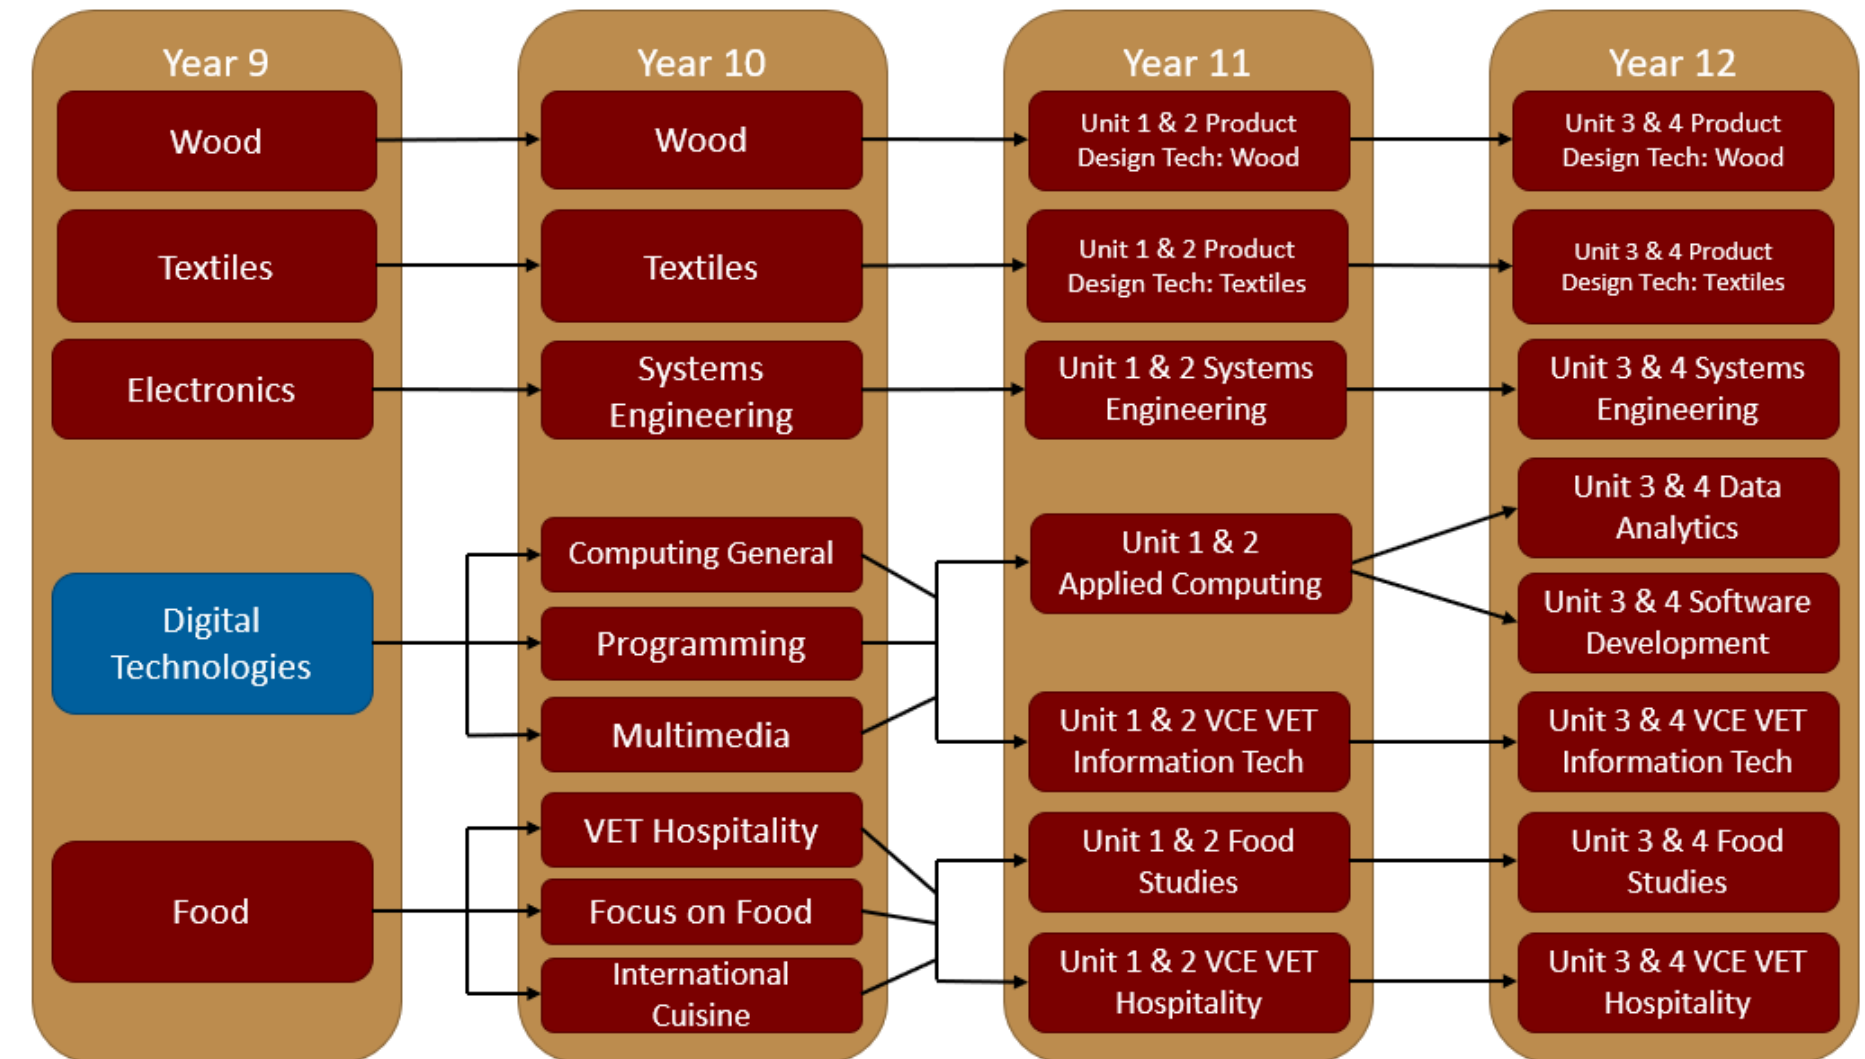 Year 9
Wood
Textiles
Electronics
Digital
Technologies
Food
Year 10
Wood
Textiles
Systems
Engineering
Computing General
Programming
Multimedia
VET Hospitality
Focus on Food
International
Cuisine
Year 11
Unit 1 & 2 Product
Design Tech: Wood
Unit 1 & 2 Product
Design Tech: Textiles
Unit 1 & 2 Systems
Engineering
Unit 1 & 2
Applied Computing
Unit 1 & 2 VCE VET
Information Tech
Unit 1 & 2 Food
Studies
Unit 1 & 2 VCE VET
Hospitality
Year 12
Unit 3 & 4 Product
Design Tech: Wood
Unit 3 & 4 Product
Design Tech: Textiles
Unit 3 & 4 Systems
Engineering
Unit 3 & 4 Data
Analytics
Unit 3 & 4 Software
Development
Unit 3 & 4 VCE VET
Information Tech
Unit 3 & 4 Food
Studies
Unit 3 & 4 VCE VET
Hospitality